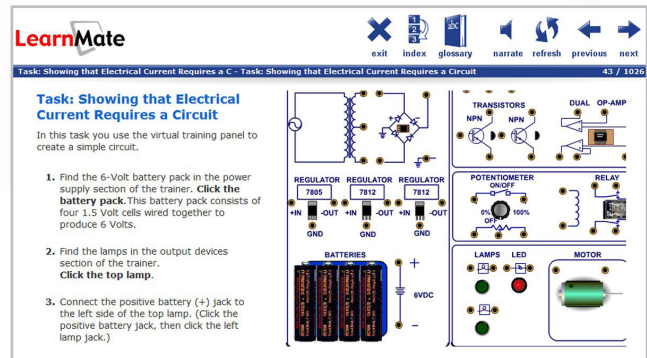 LearnMate
exit index glossary narrate refresh previous next
Task: Showing that Electrical Current Requires a C - Task: Showing that Electrical Current Requires a Circuit 43 / 1026
Task: Showing that Electrical
Current Requires a Circuit
In this task you use the virtual training panel to
create a simple circuit.
1. Find the 6-Volt battery pack in the power
supply section of the trainer. Click the
battery pack.This battery pack consists of
four 1.5 Volt cells wired together to
produce 6 Volts.
2. Find the lamps in the output devices
section of the trainer.
Click the top lamp.
3. Connect the positive battery (+) jack to
the left side of the top lamp. (Click the
positive battery jack, then click the left
lamp jack.)
TRANSISTORS DUAL OP-AMP
NPN NPN
REGULATOR REGULATOR REGULATOR
7805 7812 7812
+IN -OUT +IN -OUT +IN -OUT
GND GND GND
POTENTIOMETER RELAY
ON/OFF
0% 100%
OFF
BATTERIES
+
6VDC
-
LAMPS LED MOTOR